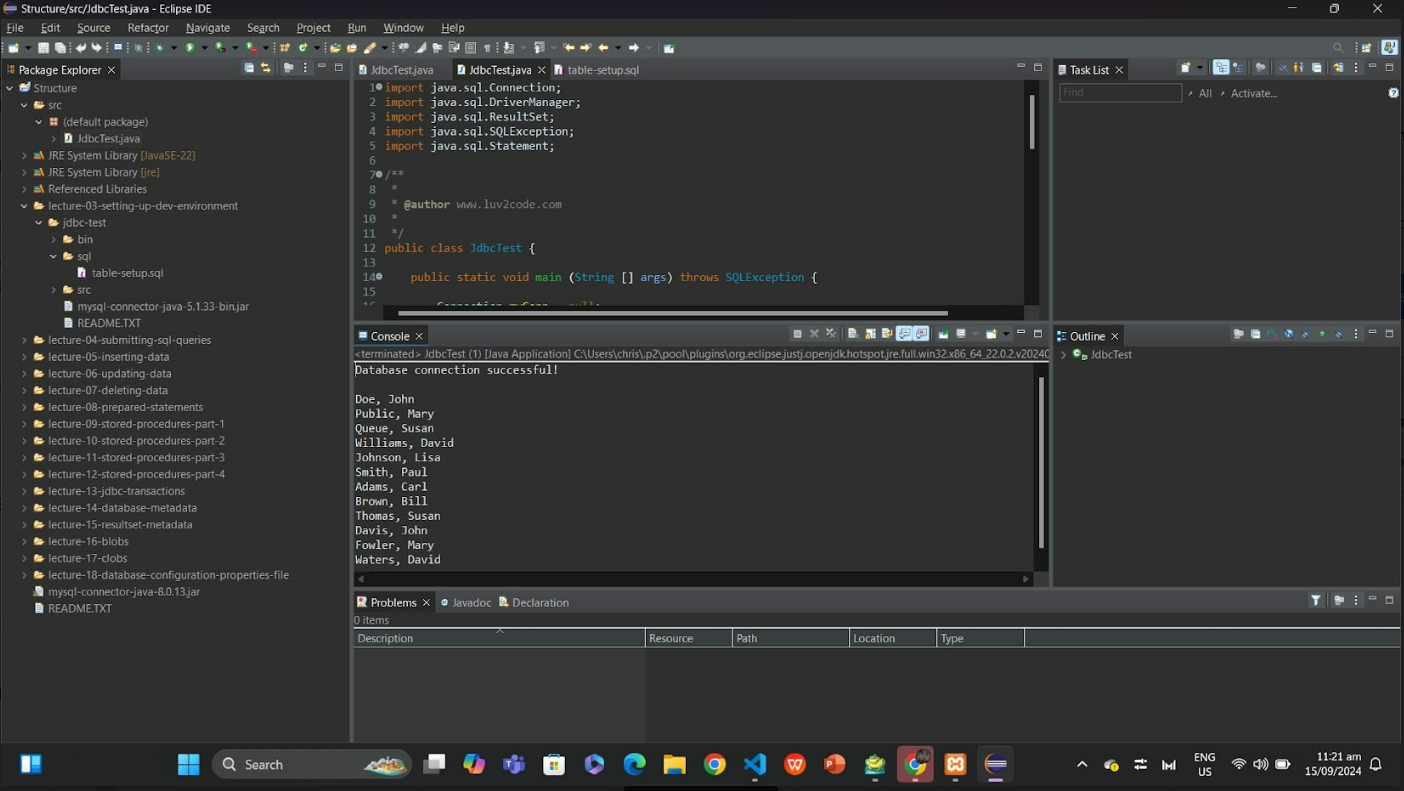 Structure/src/JdbcTest.java - Eclipse IDE
File Edit Source Refactor Navigate Search Project Run Window Help
Package Explorer
Structure
src
(default package)
JdbcTest.java
JRE System Library [JavaSE-22]
JRE System Library [jre]
Referenced Libraries
lecture-03-setting-up-dev-environment
jdbc-test
bin
sql
table-setup.sql
src
mysql-connector-java-5.1.33-bin.jar
README.TXT
lecture-04-submitting-sql-queries
lecture-05-inserting-data
lecture-06-updating-data
lecture-07-deleting-data
lecture-08-prepared-statements
lecture-09-stored-procedures-part-1
lecture-10-stored-procedures-part-2
lecture-11-stored-procedures-part-3
lecture-12-stored-procedures-part-4
lecture-13-jdbc-transactions
lecture-14-database-metadata
lecture-15-resultset-metadata
lecture-16-blobs
lecture-17-clobs
lecture-18-database-configuration-properties-file
mysql-connector-java-8.0.13.jar
README.TXT
JdbcTest.java JdbcTest.java table-setup.sql
1 import java.sql.Connection;
2 import java.sql.DriverManager;
3 import java.sql.ResultSet;
4 import java.sql.SQLException;
5 import java.sql.Statement;
6
7 /**
8 *
9 * @author www.luv2code.com
10 *
11 */
12 public class JdbcTest {
13
14 public static void main (String [] args) throws SQLException {
15
Console
<terminated> JdbcTest (1) [Java Application] C:\Users\chris\.p2\pool\plugins\org.eclipse.justj.openjdk.hotspot.jre.full.win32.x86_64_22.0.2.v20240
Database connection successful!
Doe, John
Public, Mary
Queue, Susan
Williams, David
Johnson, Lisa
Smith, Paul
Adams, Carl
Brown, Bill
Thomas, Susan
Davis, John
Fowler, Mary
Waters, David
Problems Javadoc Declaration
0 items
Description Resource Path Location Type
Task List
Find All Activate...
Outline
JdbcTest
Search
ENG
US
11:21 am
15/09/2024